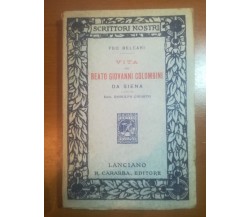 SCRITTORI NOSTRI
FEO BELCARI
VITA
DEL
BEATO GIOVANNI COLOMBINI
DA SIENA
LANCIANO
R. CARABBA, EDITORE